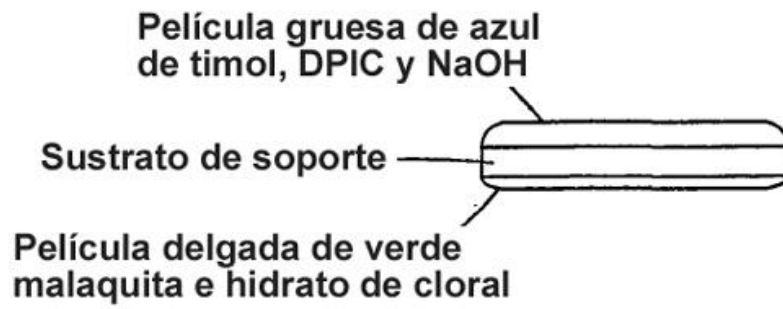 Película gruesa de azul
de timol, DPIC y NaOH
Sustrato de soporte
Película delgada de verde
malaquita e hidrato de cloral